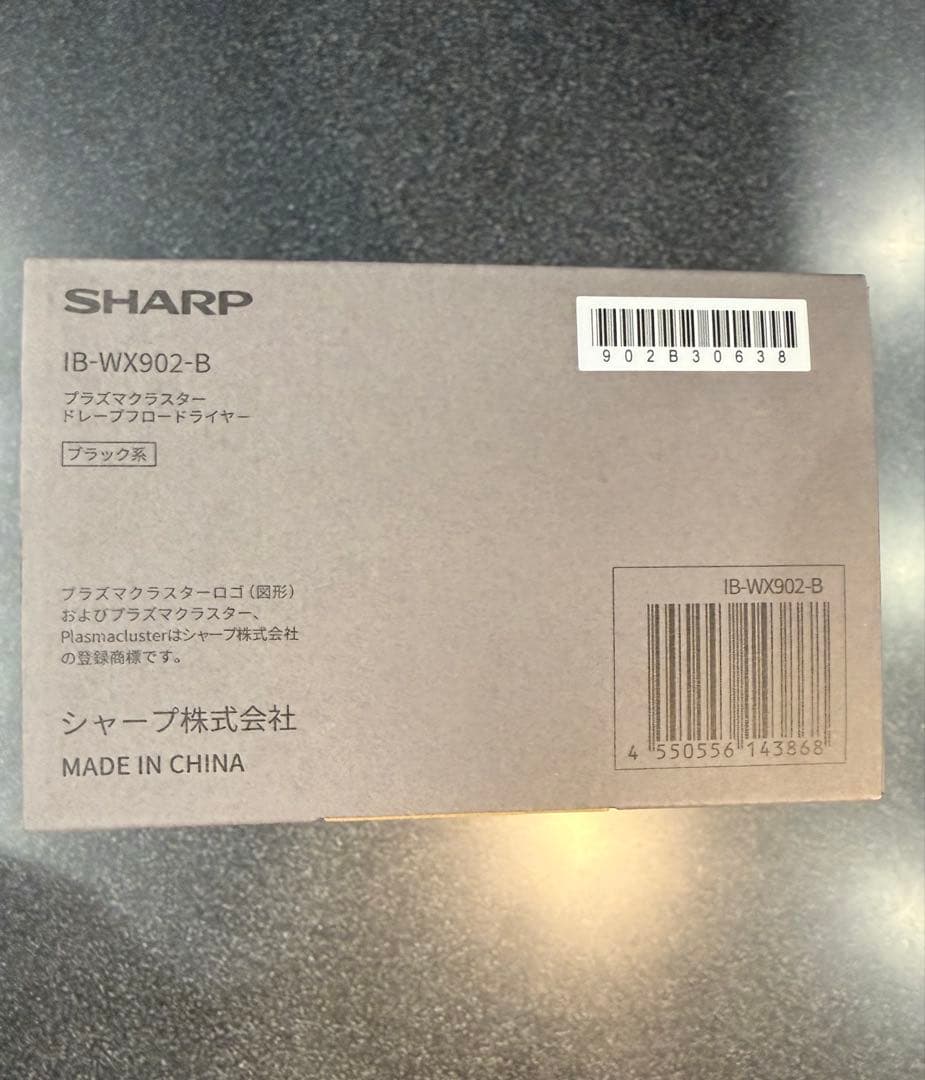 SHARP
IB-WX902-B
プラズマクラスター
ドレープフロードライヤー
ブラック系
902B30638
プラズマクラスターロゴ(図形)
およびプラズマクラスター、
Plasmaclusterはシャープ株式会社
の登録商標です。
シャープ株式会社
MADE IN CHINA
IB-WX902-B
4 550556 143868